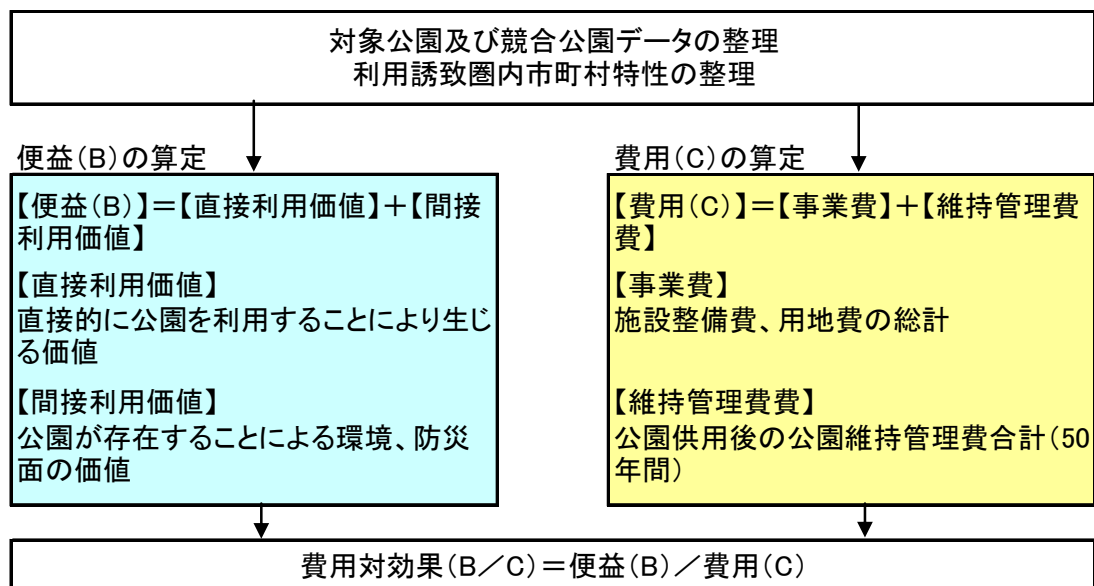 対象公園及び競合公園データの整理
利用誘致圏内市町村特性の整理
便益(B)の算定
【便益(B)】＝【直接利用価値】＋【間接
利用価値】
【直接利用価値】
直接的に公園を利用することにより生じ
る価値
【間接利用価値】
公園が存在することによる環境、防災
面の価値
費用(C)の算定
【費用(C)】＝【事業費】＋【維持管理費
費】
【事業費】
施設整備費、用地費の総計
【維持管理費費】
公園供用後の公園維持管理費合計(50
年間)
費用対効果(B／C)＝便益(B)／費用(C)